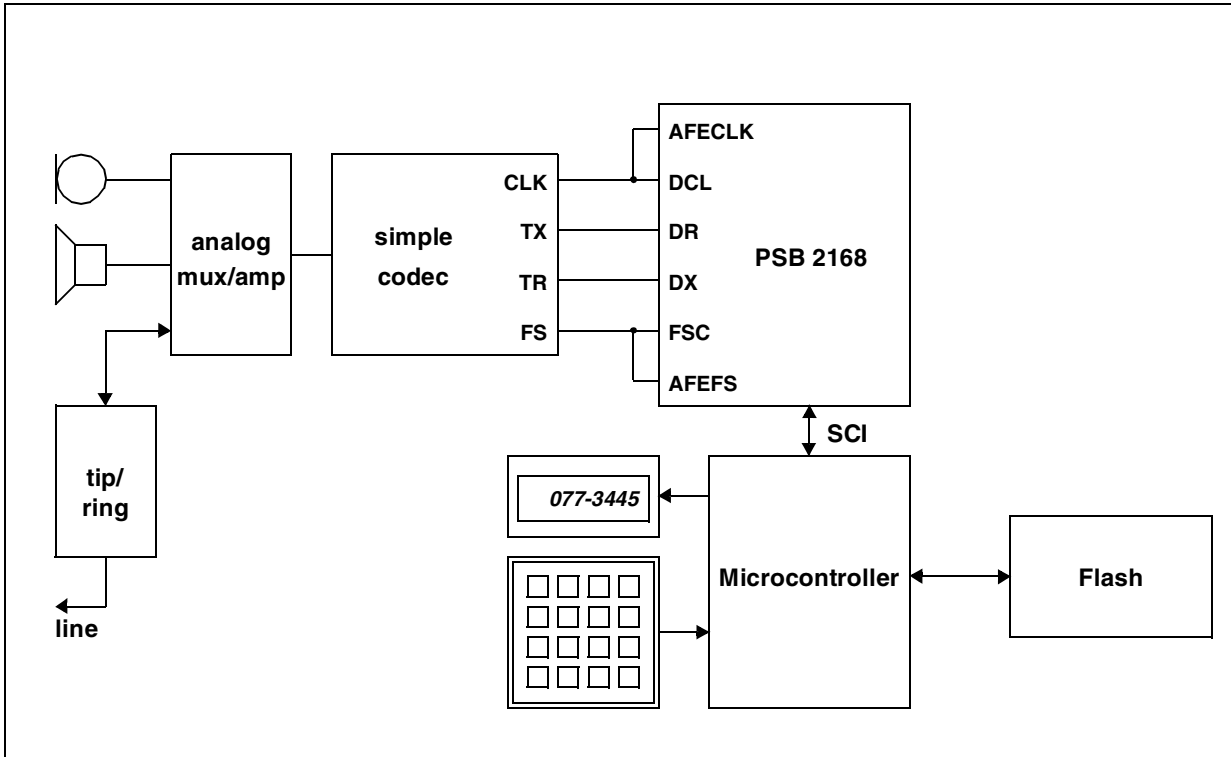 AFECLK
CLK
DCL
analog
mux/amp
simple
codec
TX
DR
PSB 2168
TR
DX
FS
FSC
AFEFS
SCI
tip/
ring
077-3445
Microcontroller
Flash
line